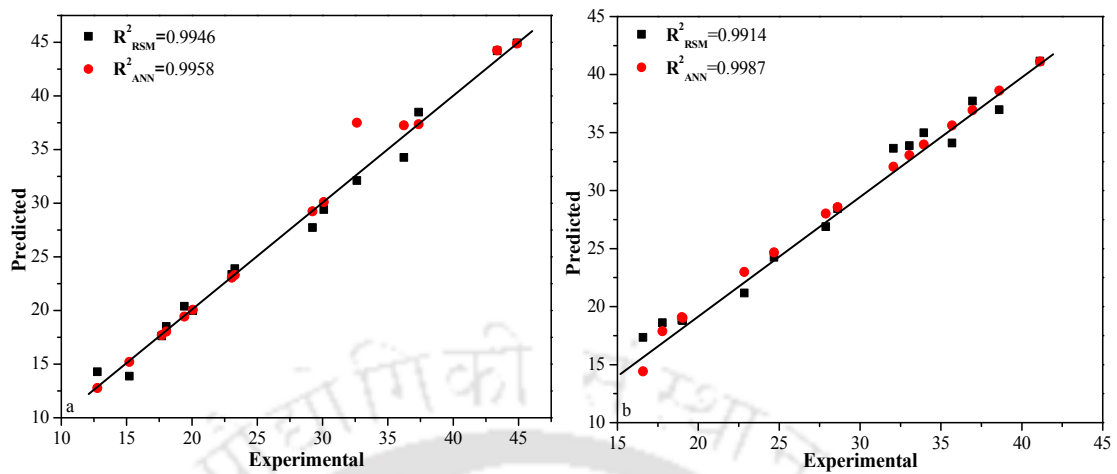 R²RSM=0.9946
R²ANN=0.9958
45
40
35
30
25
20
15
10
Predicted
a
10 15 20 25 30 35 40 45
Experimental
R²RSM=0.9914
R²ANN=0.9987
45
40
35
30
25
20
15
10
Predicted
b
15 20 25 30 35 40 45
Experimental